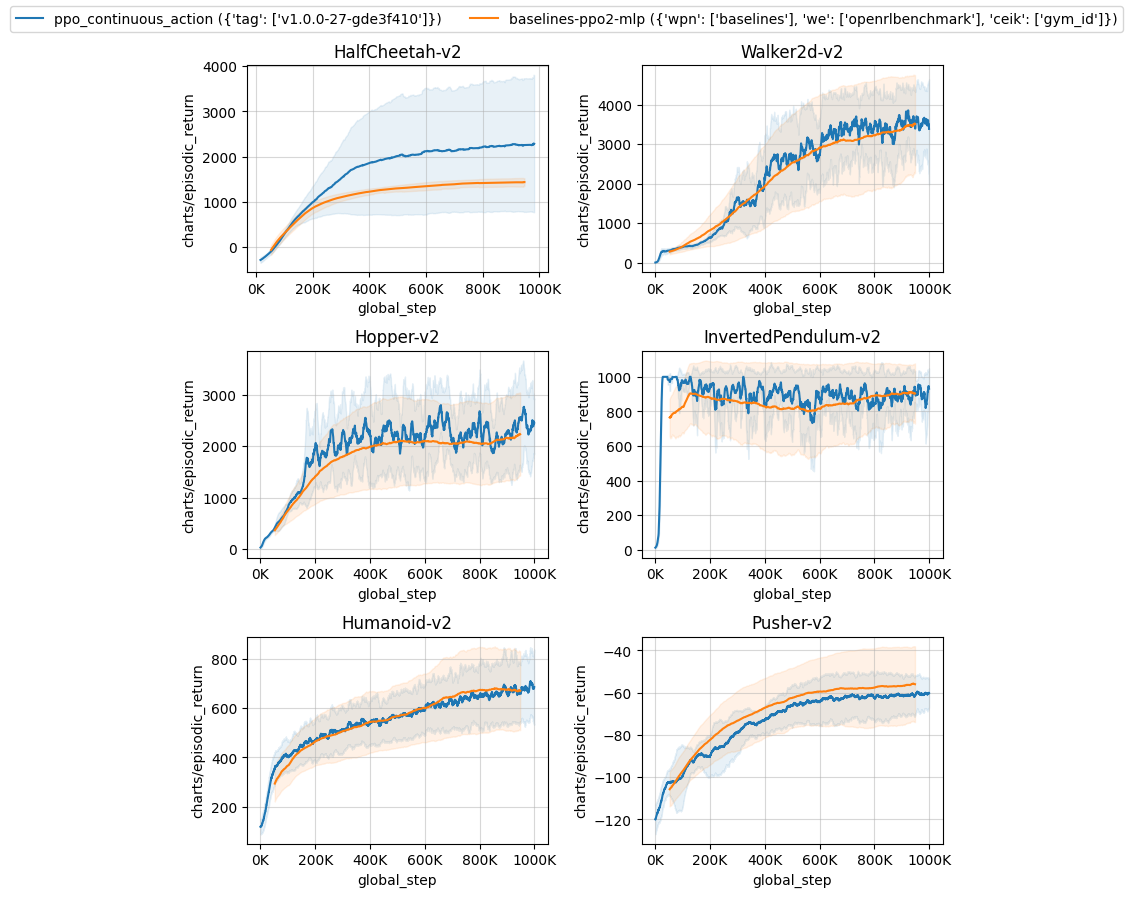 ppo_continuous_action ({'tag': ['v1.0.0-27-gde3f410']}) baselines-ppo2-mlp ({'wpn': ['baselines'], 'we': ['openrlbenchmark'], 'ceik': ['gym_id']})
HalfCheetah-v2
charts/episodic_return
4000
3000
2000
1000
0
0K 200K 400K 600K 800K 1000K
global_step
Walker2d-v2
charts/episodic_return
4000
3000
2000
1000
0
0K 200K 400K 600K 800K 1000K
global_step
Hopper-v2
charts/episodic_return
3000
2000
1000
0
0K 200K 400K 600K 800K 1000K
global_step
InvertedPendulum-v2
charts/episodic_return
1000
800
600
400
200
0
0K 200K 400K 600K 800K 1000K
global_step
Humanoid-v2
charts/episodic_return
800
600
400
200
0K 200K 400K 600K 800K 1000K
global_step
Pusher-v2
charts/episodic_return
−40
−60
−80
−100
−120
0K 200K 400K 600K 800K 1000K
global_step